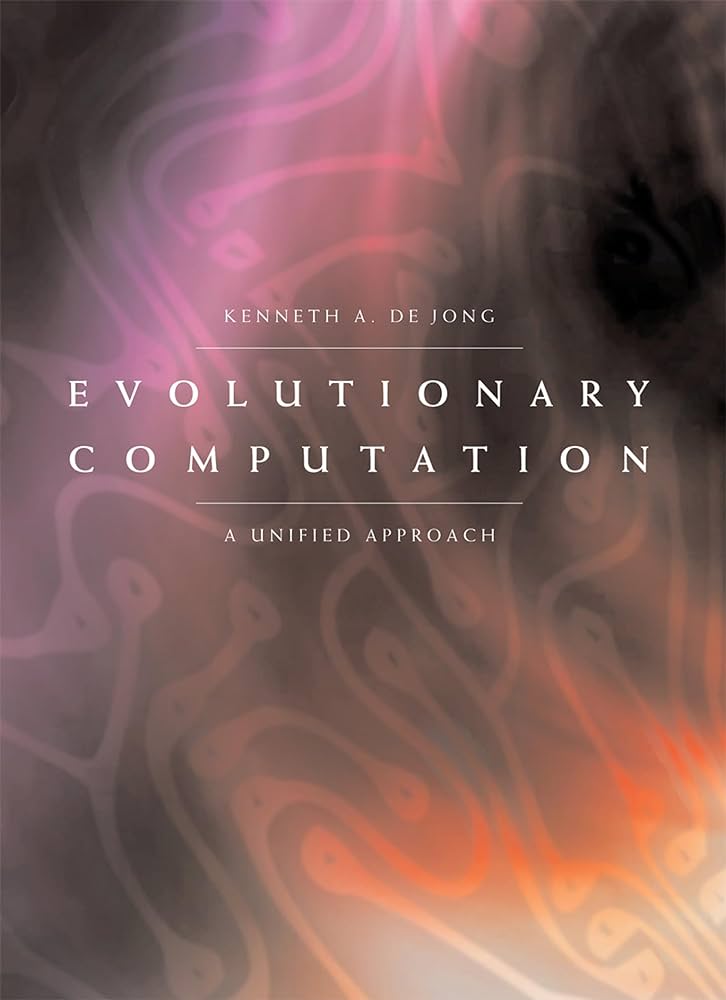 KENNETH A. DE JONG
EVOLUTIONARY
COMPUTATION
A UNIFIED APPROACH